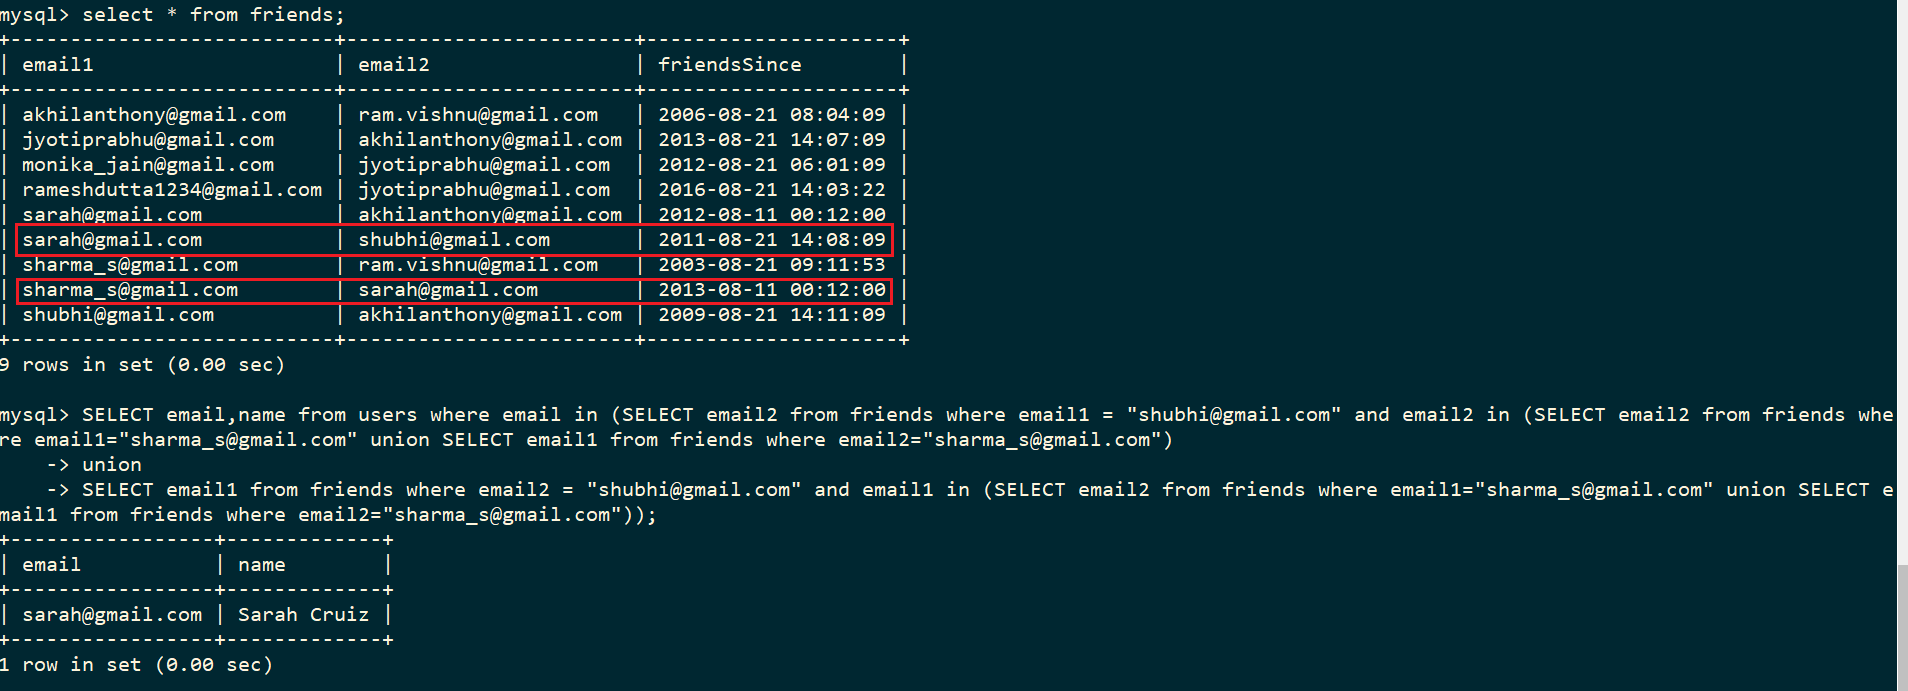 mysql> select * from friends;
+---------------------------+------------------------+---------------------+
| email1                    | email2                 | friendsSince        |
+---------------------------+------------------------+---------------------+
| akhilanthony@gmail.com    | ram.vishnu@gmail.com   | 2006-08-21 08:04:09 |
| jyotiprabhu@gmail.com     | akhilanthony@gmail.com | 2013-08-21 14:07:09 |
| monika_jain@gmail.com     | jyotiprabhu@gmail.com  | 2012-08-21 06:01:09 |
| rameshdutta1234@gmail.com | jyotiprabhu@gmail.com  | 2016-08-21 14:03:22 |
| sarah@gmail.com           | akhilanthony@gmail.com | 2012-08-11 00:12:00 |
| sarah@gmail.com           | shubhi@gmail.com       | 2011-08-21 14:08:09 |
| sharma_s@gmail.com        | ram.vishnu@gmail.com   | 2003-08-21 09:11:53 |
| sharma_s@gmail.com        | sarah@gmail.com        | 2013-08-11 00:12:00 |
| shubhi@gmail.com          | akhilanthony@gmail.com | 2009-08-21 14:11:09 |
+---------------------------+------------------------+---------------------+
9 rows in set (0.00 sec)
mysql> SELECT email,name from users where email in (SELECT email2 from friends where email1 = "shubhi@gmail.com" and email2 in (SELECT email2 from friends whe
re email1="sharma_s@gmail.com" union SELECT email1 from friends where email2="sharma_s@gmail.com")
    -> union
    -> SELECT email1 from friends where email2 = "shubhi@gmail.com" and email1 in (SELECT email2 from friends where email1="sharma_s@gmail.com" union SELECT e
mail1 from friends where email2="sharma_s@gmail.com"));
+-----------------+-------------+
| email           | name        |
+-----------------+-------------+
| sarah@gmail.com | Sarah Cruiz |
+-----------------+-------------+
1 row in set (0.00 sec)